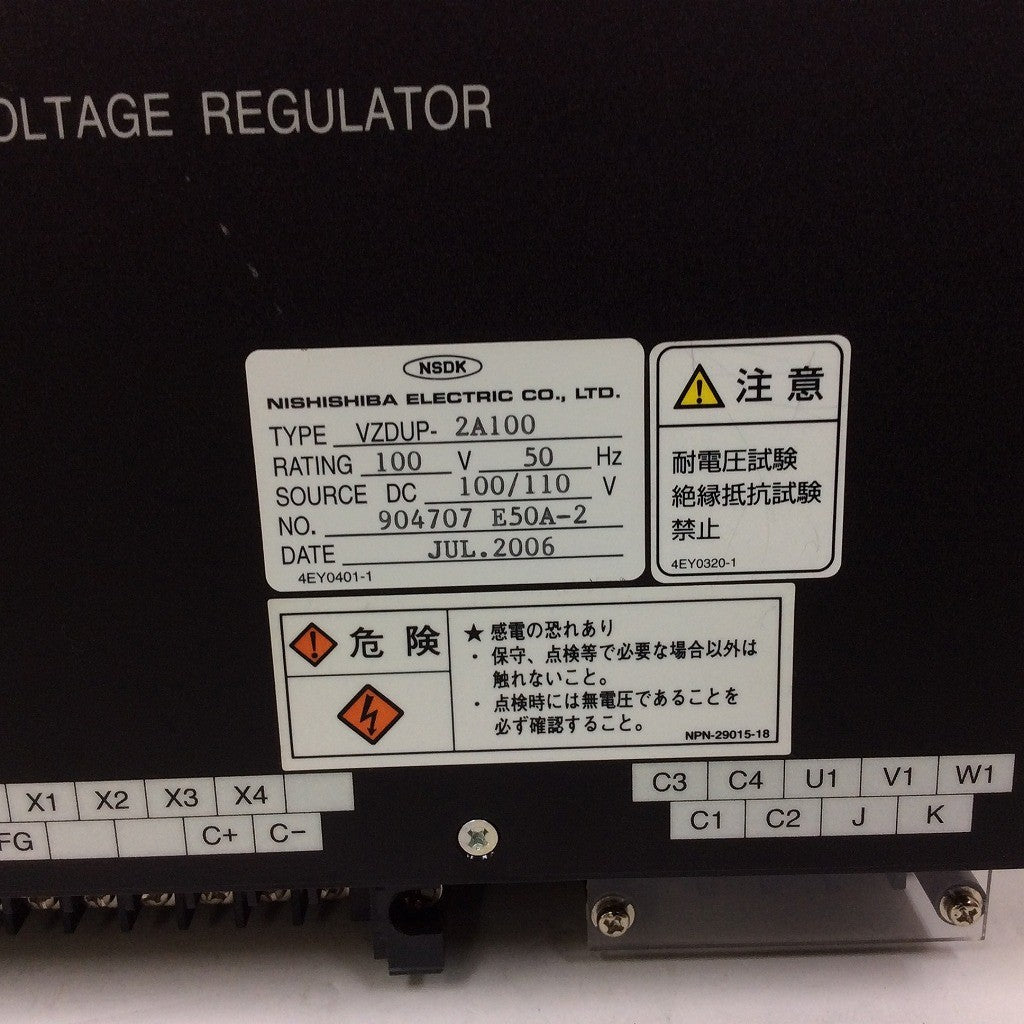 OLTAGE REGULATOR
NSDK
NISHISHIBA ELECTRIC CO., LTD.
TYPE VZDUP- 2A100
RATING 100 V 50 Hz
SOURCE DC 100/110 V
NO. 904707 E50A-2
DATE JUL.2006
4EY0401-1
注意
耐電圧試験
絶縁抵抗試験
禁止
4EY0320-1
危険
★ 感電の恐れあり
・保守、点検等で必要な場合以外は
触れないこと。
・点検時には無電圧であることを
必ず確認すること。
NPN-29015-18
X1 X2 X3 X4
FG C+ C-
C3 C4 U1 V1 W1
C1 C2 J K